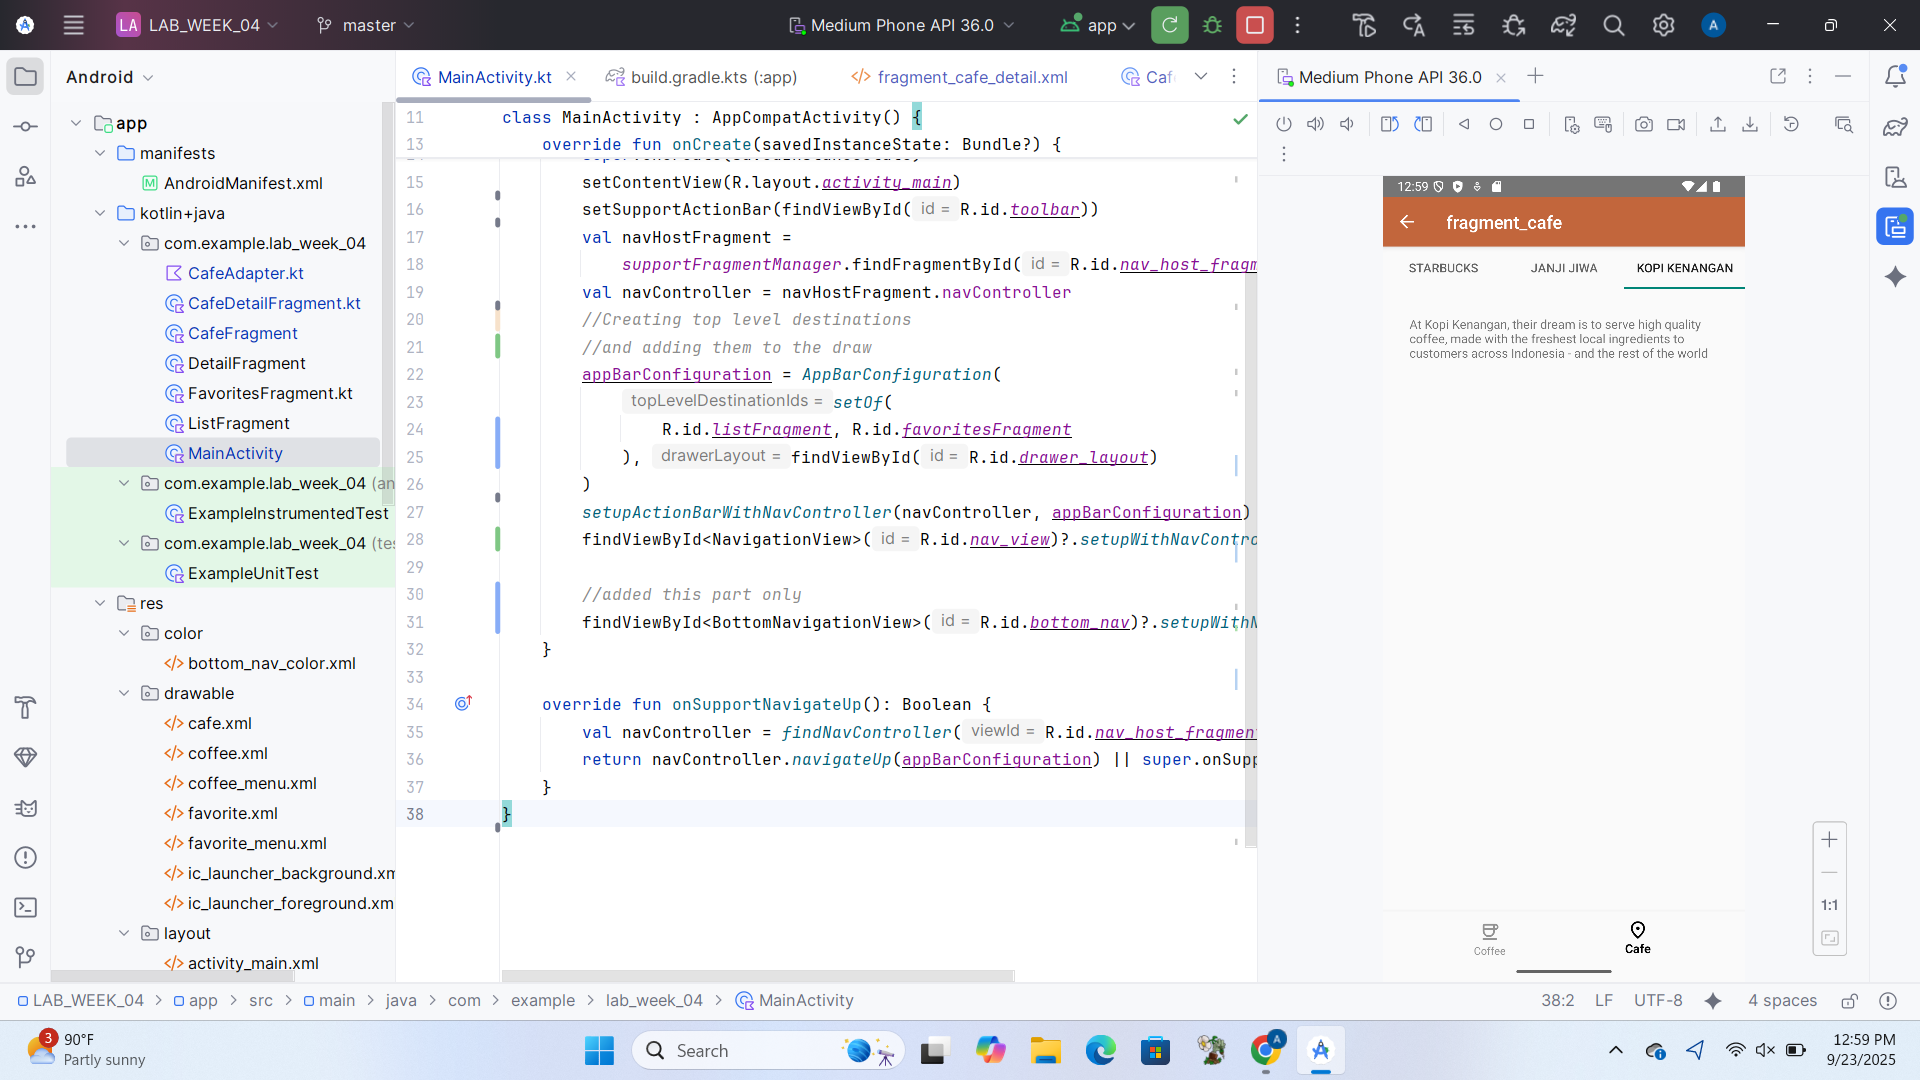 LA LAB_WEEK_04 master Medium Phone API 36.0 app A
Android
MainActivity.kt build.gradle.kts (:app) fragment_cafe_detail.xml Caf Medium Phone API 36.0
app
manifests
AndroidManifest.xml
kotlin+java
com.example.lab_week_04
CafeAdapter.kt
CafeDetailFragment.kt
CafeFragment
DetailFragment
FavoritesFragment.kt
ListFragment
MainActivity
com.example.lab_week_04 (an
ExampleInstrumentedTest
com.example.lab_week_04 (tes
ExampleUnitTest
res
color
bottom_nav_color.xml
drawable
cafe.xml
coffee.xml
coffee_menu.xml
favorite.xml
favorite_menu.xml
ic_launcher_background.xm
ic_launcher_foreground.xm
layout
activity_main.xml
11 class MainActivity : AppCompatActivity() {
13 override fun onCreate(savedInstanceState: Bundle?) {
15 setContentView(R.layout.activity_main)
16 setSupportActionBar(findViewById( id = R.id.toolbar))
17 val navHostFragment =
18 supportFragmentManager.findFragmentById( id = R.id.nav_host_fragm
19 val navController = navHostFragment.navController
20 //Creating top level destinations
21 //and adding them to the draw
22 appBarConfiguration = AppBarConfiguration(
23 topLevelDestinationIds = setOf(
24 R.id.listFragment, R.id.favoritesFragment
25 ), drawerLayout = findViewById( id = R.id.drawer_layout)
26 )
27 setupActionBarWithNavController(navController, appBarConfiguration)
28 findViewById<NavigationView>( id = R.id.nav_view)?.setupWithNavContro
29
30 //added this part only
31 findViewById<BottomNavigationView>( id = R.id.bottom_nav)?.setupWithN
32 }
33
34 override fun onSupportNavigateUp(): Boolean {
35 val navController = findNavController( viewId = R.id.nav_host_fragment
36 return navController.navigateUp(appBarConfiguration) || super.onSupp
37 }
38 }
12:59
fragment_cafe
STARBUCKS JANJI JIWA KOPI KENANGAN
At Kopi Kenangan, their dream is to serve high quality
coffee, made with the freshest local ingredients to
customers across Indonesia - and the rest of the world
Coffee Cafe
1:1
LAB_WEEK_04 > app > src > main > java > com > example > lab_week_04 > MainActivity
38:2 LF UTF-8 4 spaces
3 90°F
Partly sunny
Search
A
12:59 PM
9/23/2025